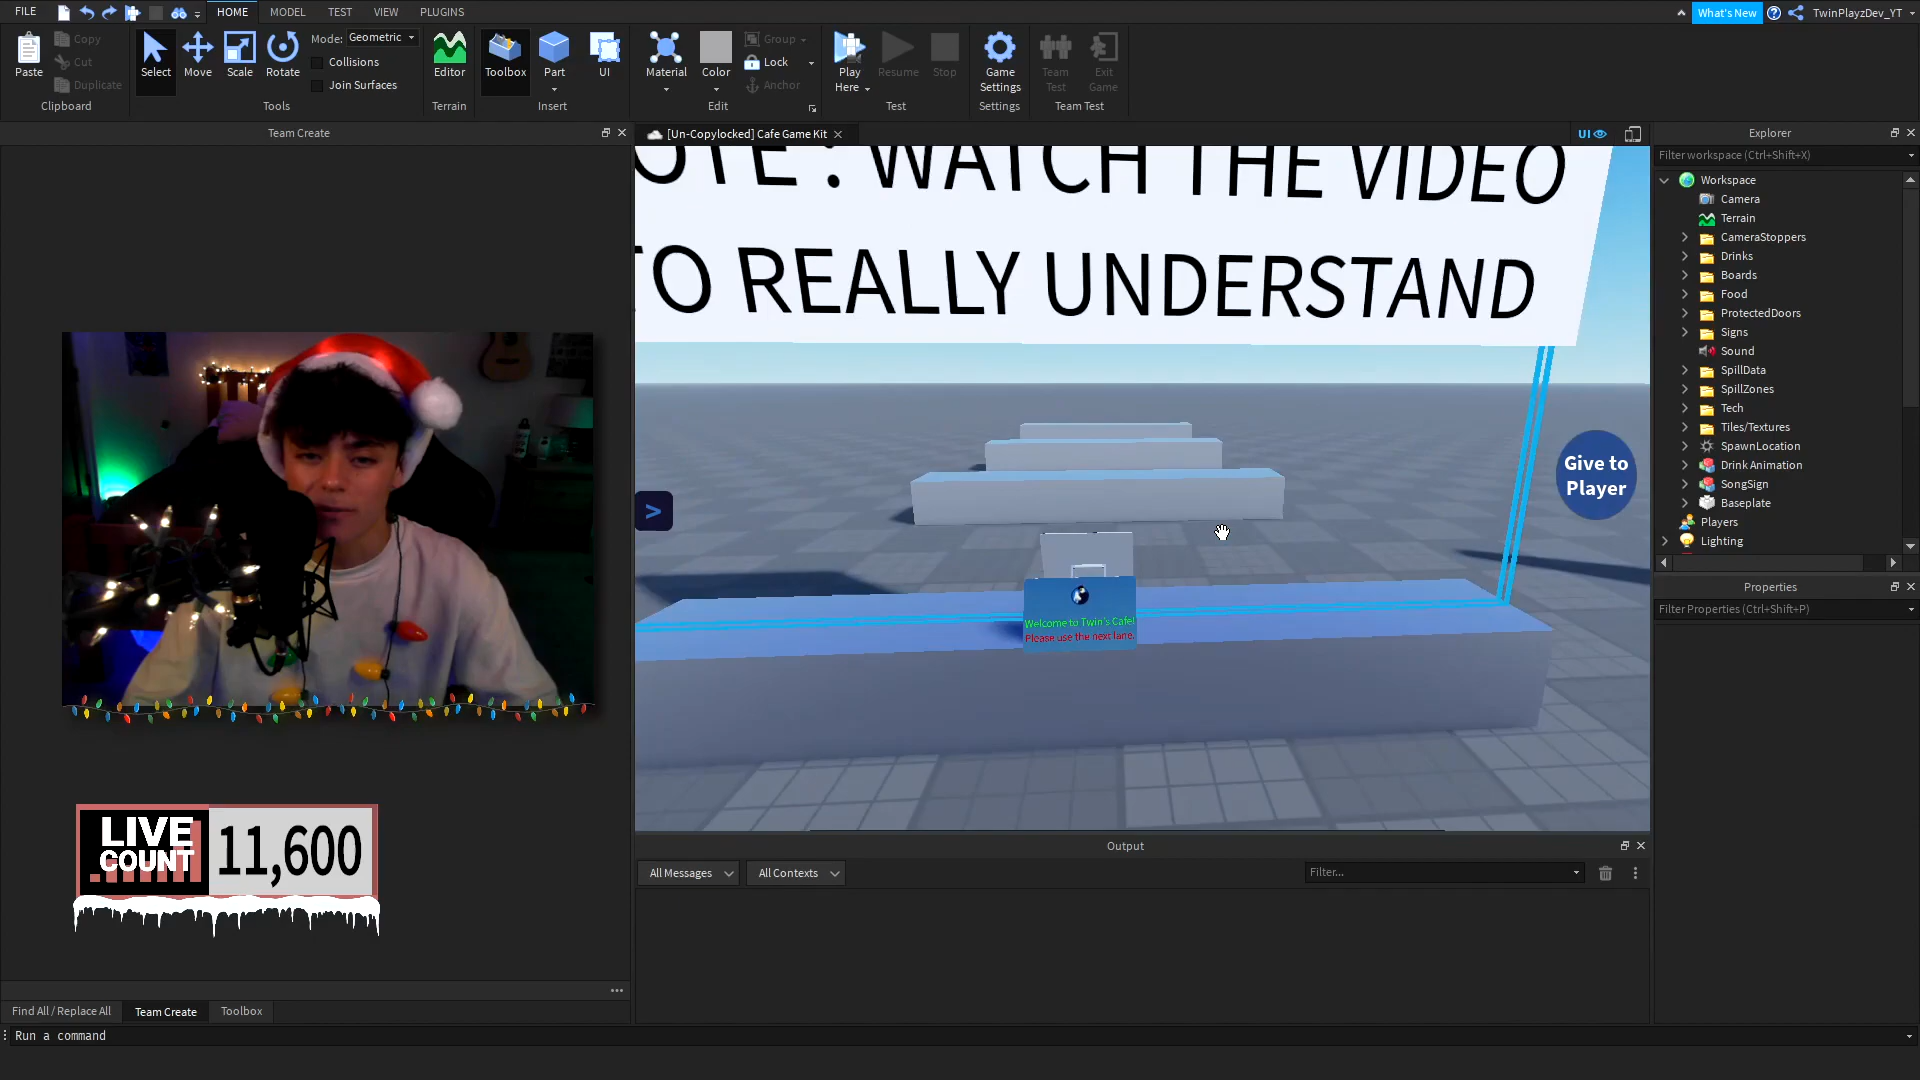 FILE
HOME
MODEL
TEST
VIEW
PLUGINS
What's New
TwinPlayzDev_YT
Paste
Copy
Cut
Duplicate
Clipboard
Select
Move
Scale
Rotate
Mode:
Geometric
Collisions
Join Surfaces
Tools
Editor
Terrain
Toolbox
Part
UI
Insert
Material
Color
Group
Lock
Anchor
Edit
Play
Here
Resume
Stop
Test
Game
Settings
Settings
Team
Test
Exit
Game
Team Test
Team Create
[Un-Copylocked] Cafe Game Kit
UI
OTE : WATCH THE VIDEO
TO REALLY UNDERSTAND
>
Give to
Player
Welcome to Twin's Cafe!
Please use the next lane.
LIVE
COUNT
11,600
Explorer
Filter workspace (Ctrl+Shift+X)
Workspace
Camera
Terrain
CameraStoppers
Drinks
Boards
Food
ProtectedDoors
Signs
Sound
SpillData
SpillZones
Tech
Tiles/Textures
SpawnLocation
Drink Animation
SongSign
Baseplate
Players
Lighting
Properties
Filter Properties (Ctrl+Shift+P)
Output
All Messages
All Contexts
Filter...
Find All / Replace All
Team Create
Toolbox
Run a command